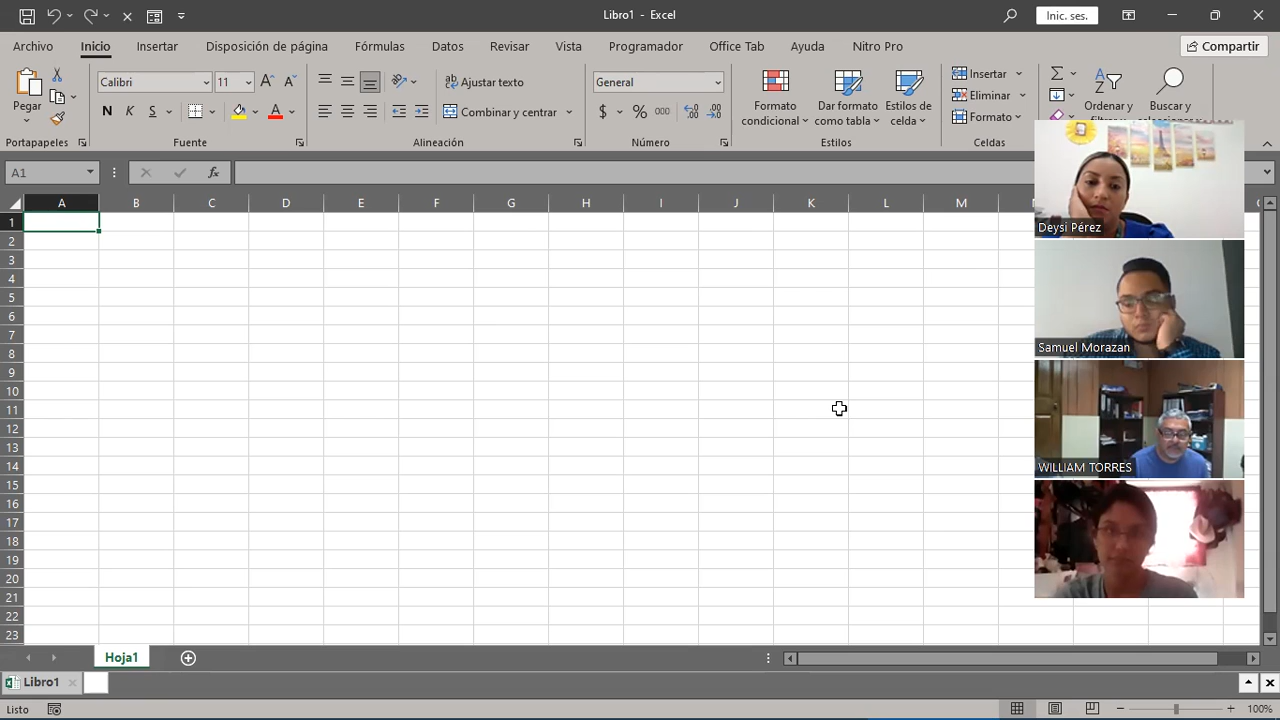 Libro1 - Excel
Inic. ses.
Archivo Inicio Insertar Disposición de página Fórmulas Datos Revisar Vista Programador Office Tab Ayuda Nitro Pro Compartir
Pegar
Portapapeles
Calibri 11
N K S
Fuente
Ajustar texto
Combinar y centrar
Alineación
General
$ % 000
Número
Formato condicional
Dar formato como tabla
Estilos de celda
Estilos
Insertar
Eliminar
Formato
Celdas
Ordenar y
Buscar y
A1
fx
A B C D E F G H I J K L M
1
2
3
4
5
6
7
8
9
10
11
12
13
14
15
16
17
18
19
20
21
22
23
Deysi Pérez
Samuel Morazan
WILLIAM TORRES
Hoja1
Libro1
Listo
100%